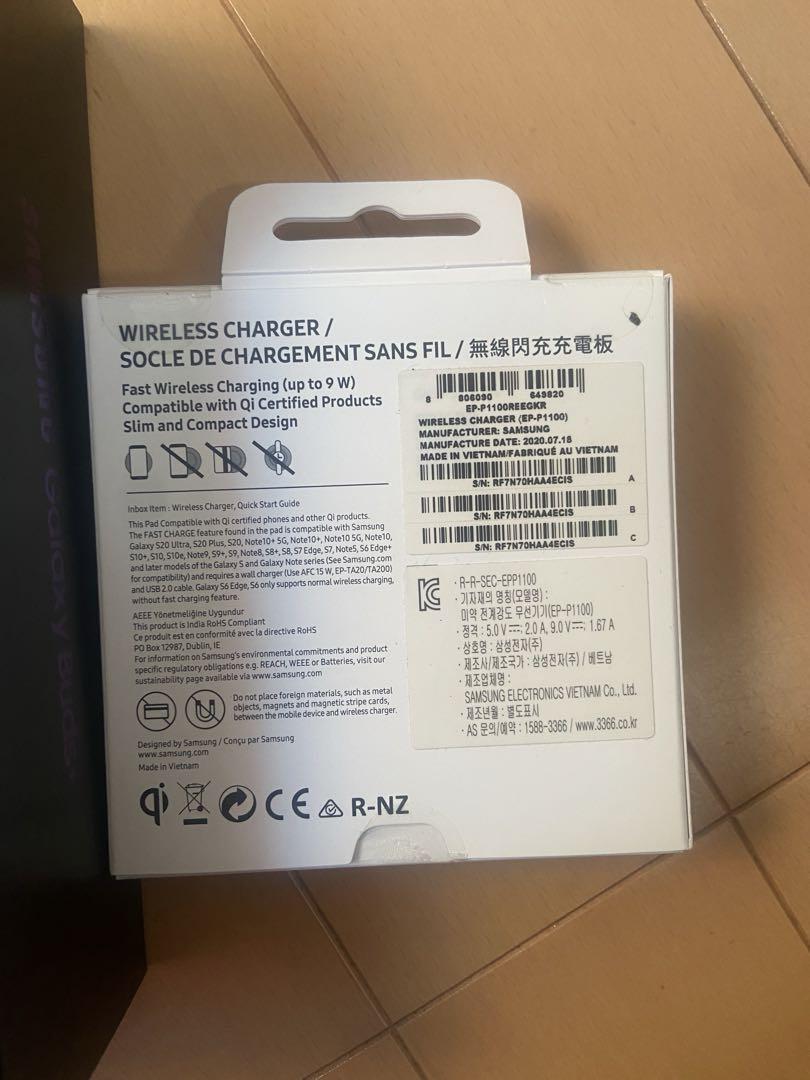 WIRELESS CHARGER /
SOCLE DE CHARGEMENT SANS FIL / 無線閃充充電板
Fast Wireless Charging (up to 9 W)
Compatible with Qi Certified Products
Slim and Compact Design
Inbox Item : Wireless Charger, Quick Start Guide
This Pad Compatible with Qi certified phones and other Qi products.
The FAST CHARGE feature found in the pad is compatible with Samsung
Galaxy S20 Ultra, S20 Plus, S20, Note10+ 5G, Note10+, Note10 5G, Note10,
S10+, S10, S10e, Note9, S9+, S9, Note8, S8+, S8, S7 Edge, S7, Note5, S6 Edge+
and later models of the Galaxy S and Galaxy Note series (See Samsung.com
for compatibility) and requires a wall charger (Use AFC 15 W, EP-TA20/TA200)
and USB 2.0 cable. Galaxy S6 Edge, S6 only supports normal wireless charging,
without fast charging feature.
AEEE Yönetmeliğine Uygundur
This product is India RoHS Compliant
Ce produit est en conformité avec la directive RoHS
PO Box 12987, Dublin, IE
For information on Samsung's environmental commitments and product
specific regulatory obligations e.g. REACH, WEEE or Batteries, visit our
sustainability page available via www.samsung.com
Do not place foreign materials, such as metal
objects, magnets and magnetic stripe cards,
between the mobile device and wireless charger.
Designed by Samsung / Conçu par Samsung
www.samsung.com
Made in Vietnam
qi CE R-NZ
8 806090 649820
EP-P1100REEGKR
WIRELESS CHARGER (EP-P1100)
MANUFACTURER: SAMSUNG
MANUFACTURE DATE: 2020.07.18
MADE IN VIETNAM/FABRIQUÉ AU VIETNAM
S/N: RF7N70HAA4ECIS A
S/N: RF7N70HAA4ECIS B
S/N: RF7N70HAA4ECIS C
· R-R-SEC-EPP1100
· 기자재의 명칭(모델명) :
미약 전계강도 무선기기(EP-P1100)
· 정격 : 5.0 V ⎓; 2.0 A, 9.0 V ⎓; 1.67 A
· 상호명 : 삼성전자(주)
· 제조사/제조국가 : 삼성전자(주) / 베트남
· 제조업체명 :
SAMSUNG ELECTRONICS VIETNAM Co., Ltd.
· 제조년월 : 별도표시
· AS 문의/예약 : 1588-3366 / www.3366.co.kr
SAMSUNG Galaxy Buds